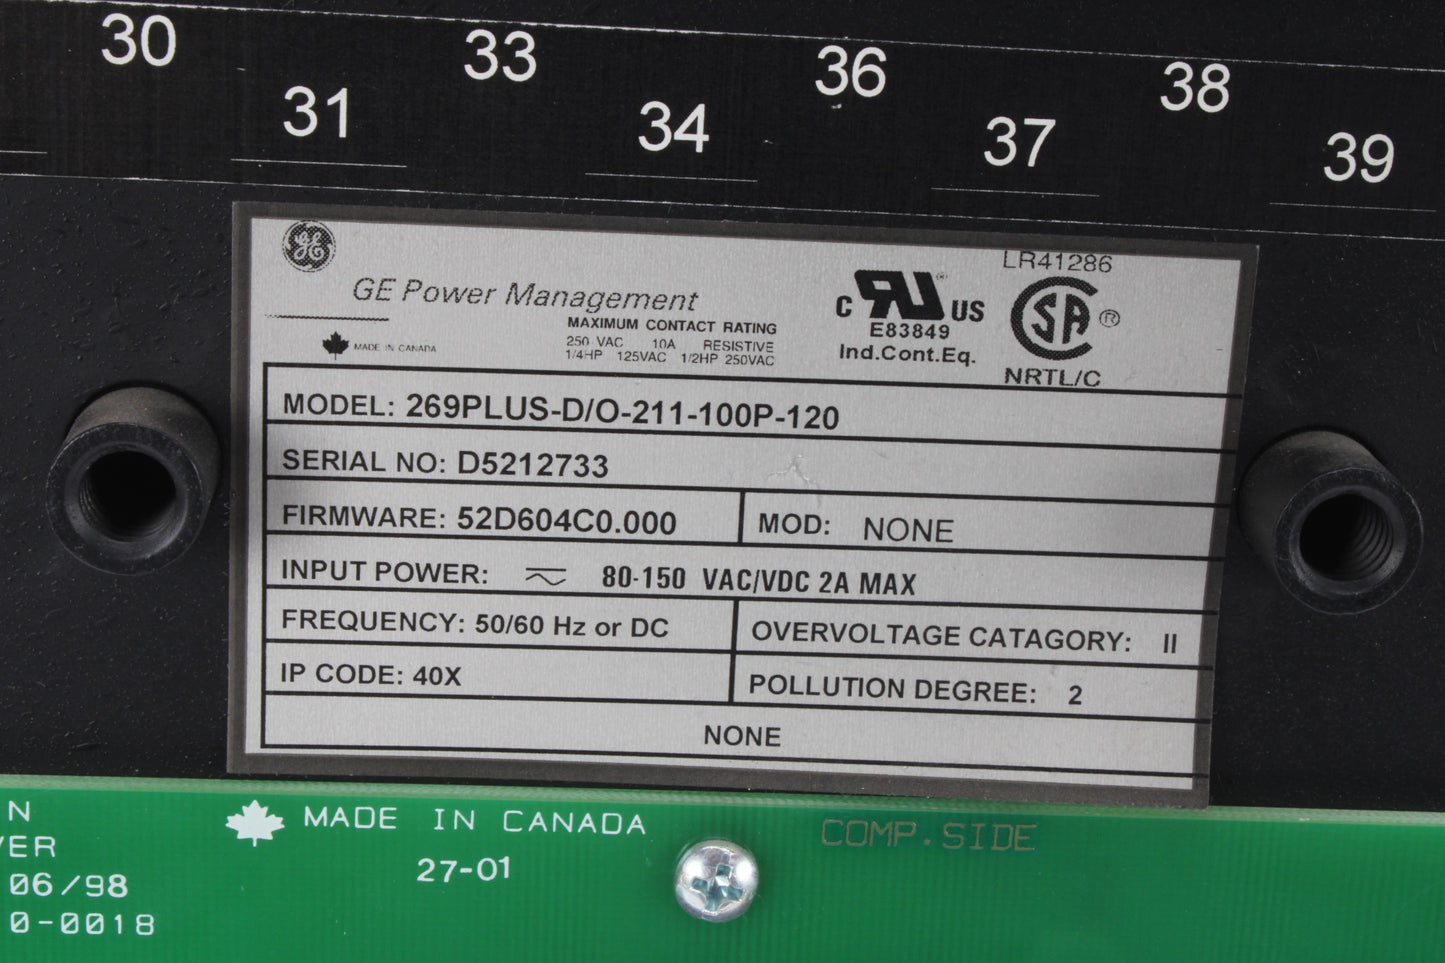 30 33 36 38
31 34 37 39
GE
GE Power Management
MADE IN CANADA
MAXIMUM CONTACT RATING
250 VAC 10A RESISTIVE
1/4HP 125VAC 1/2HP 250VAC
C RU ® US
E83849
Ind.Cont.Eq.
LR41286
SA ®
NRTL/C
MODEL: 269PLUS-D/O-211-100P-120
SERIAL NO: D5212733
FIRMWARE: 52D604C0.000
MOD: NONE
INPUT POWER: 80-150 VAC/VDC 2A MAX
FREQUENCY: 50/60 Hz or DC
OVERVOLTAGE CATAGORY: II
IP CODE: 40X
POLLUTION DEGREE: 2
NONE
N
VER
06/98
0-0018
MADE IN CANADA
27-01
COMP.SIDE